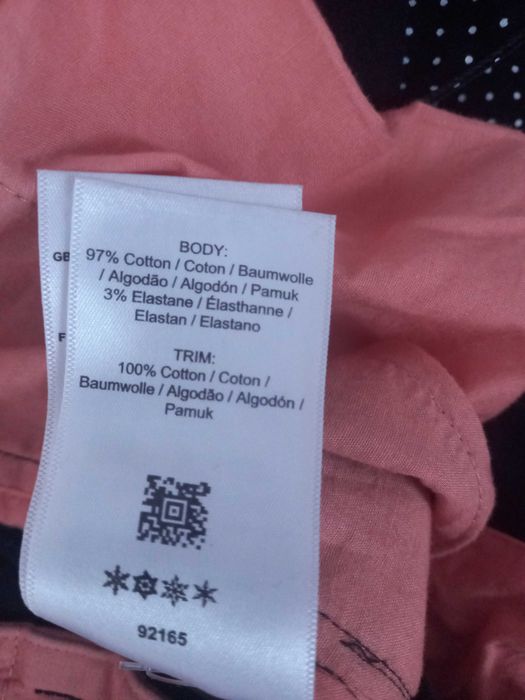 BODY:
97% Cotton / Coton / Baumwolle
/ Algodão / Algodón / Pamuk
3% Elastane / Élasthanne /
Elastan / Elastano
TRIM:
100% Cotton / Coton /
Baumwolle / Algodão / Algodón /
Pamuk
92165
GB
F